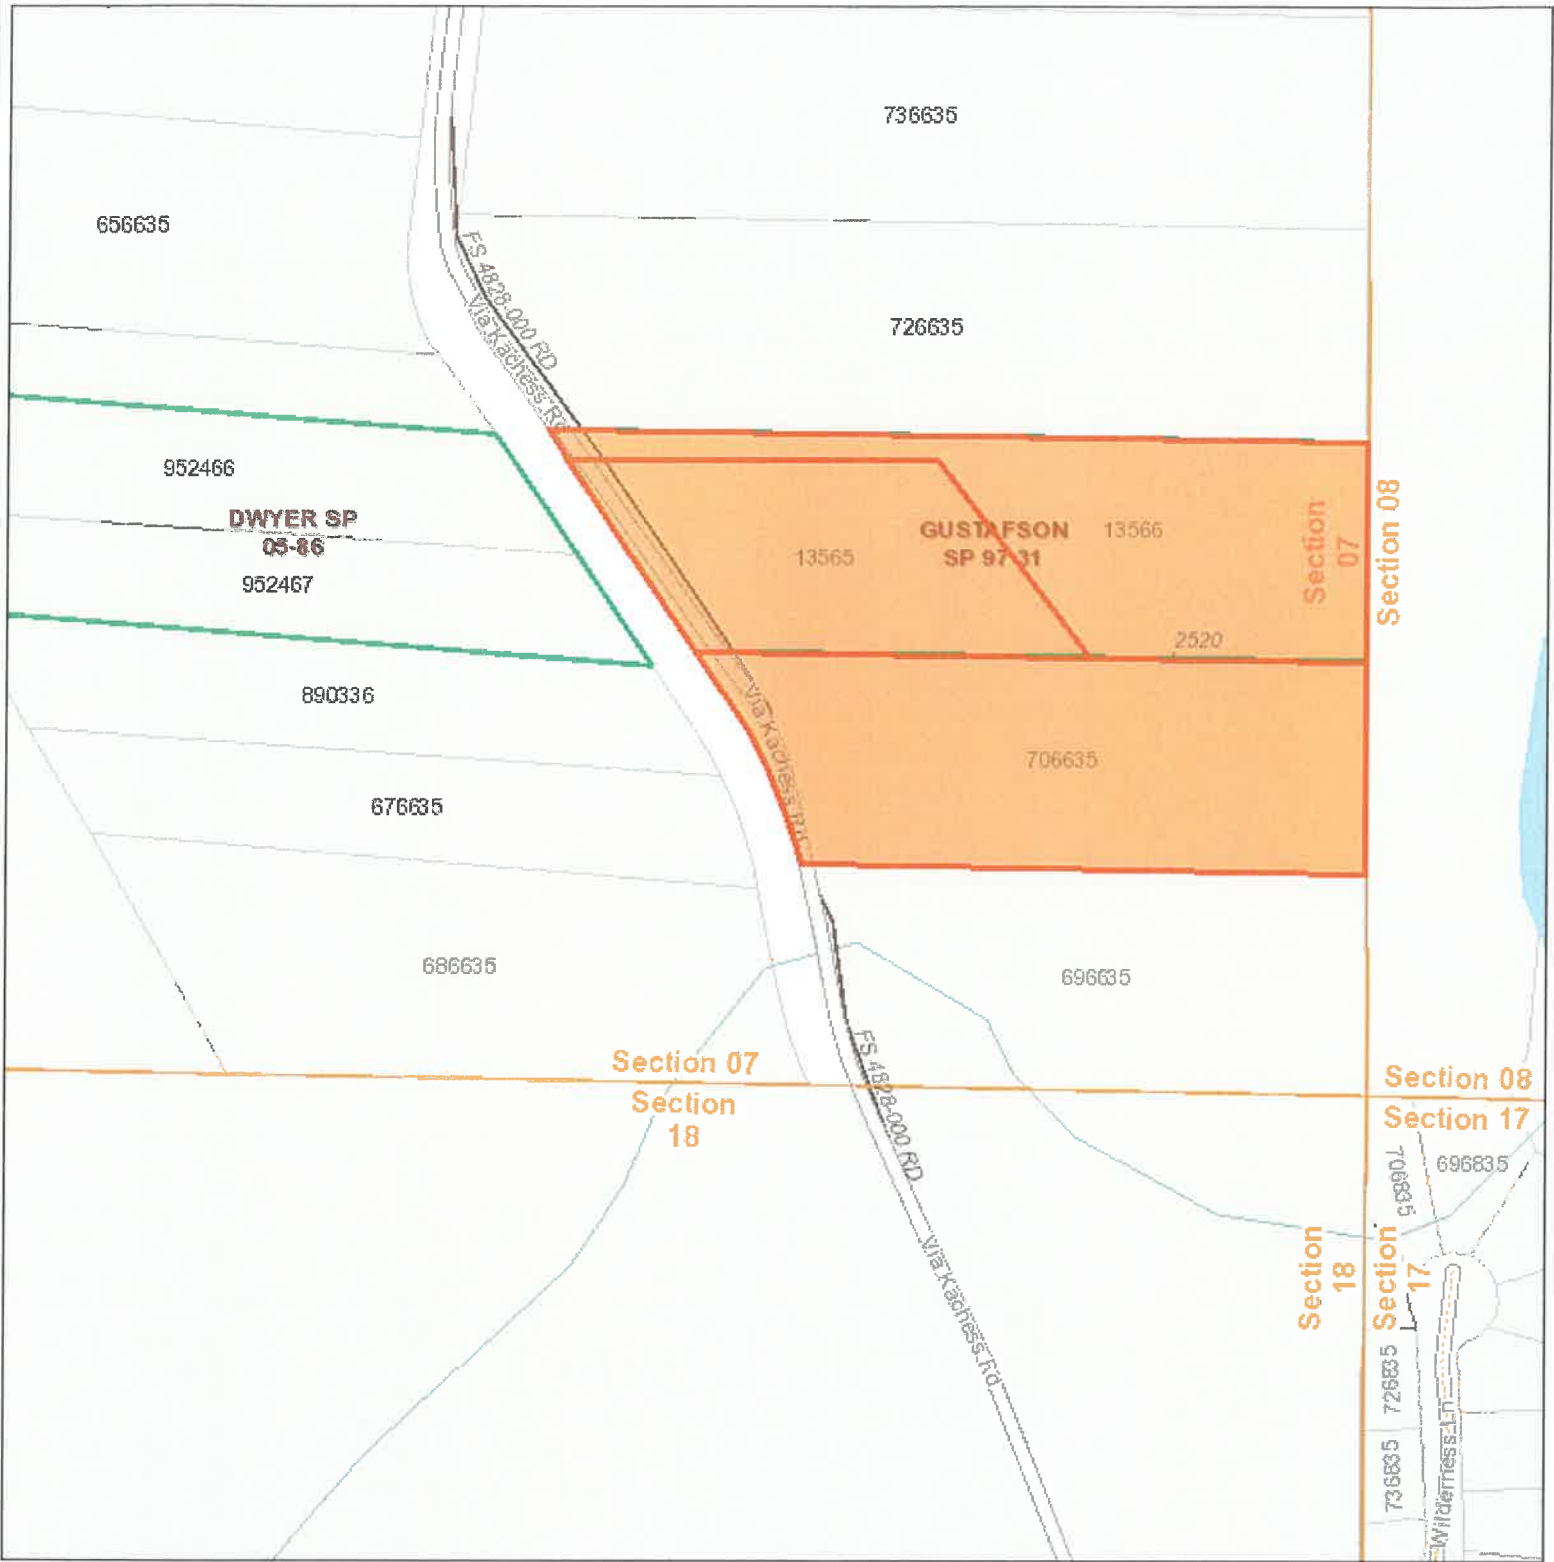 736635
656635
FS 4828-000 RD
Via Kachess Rd
726635
952466
DWYER SP
05-86
952467
GUSTAFSON
SP 97-31
13565
13566
2520
Section
07
Section 08
890336
Via Kachess Rd
706635
676635
686635
696635
Section 07
Section
18
FS 4828-000 RD
Section 08
Section 17
706835
696835
Via Kachess Rd
Section
18
Section
17
726835
736835
Wilderness Ln